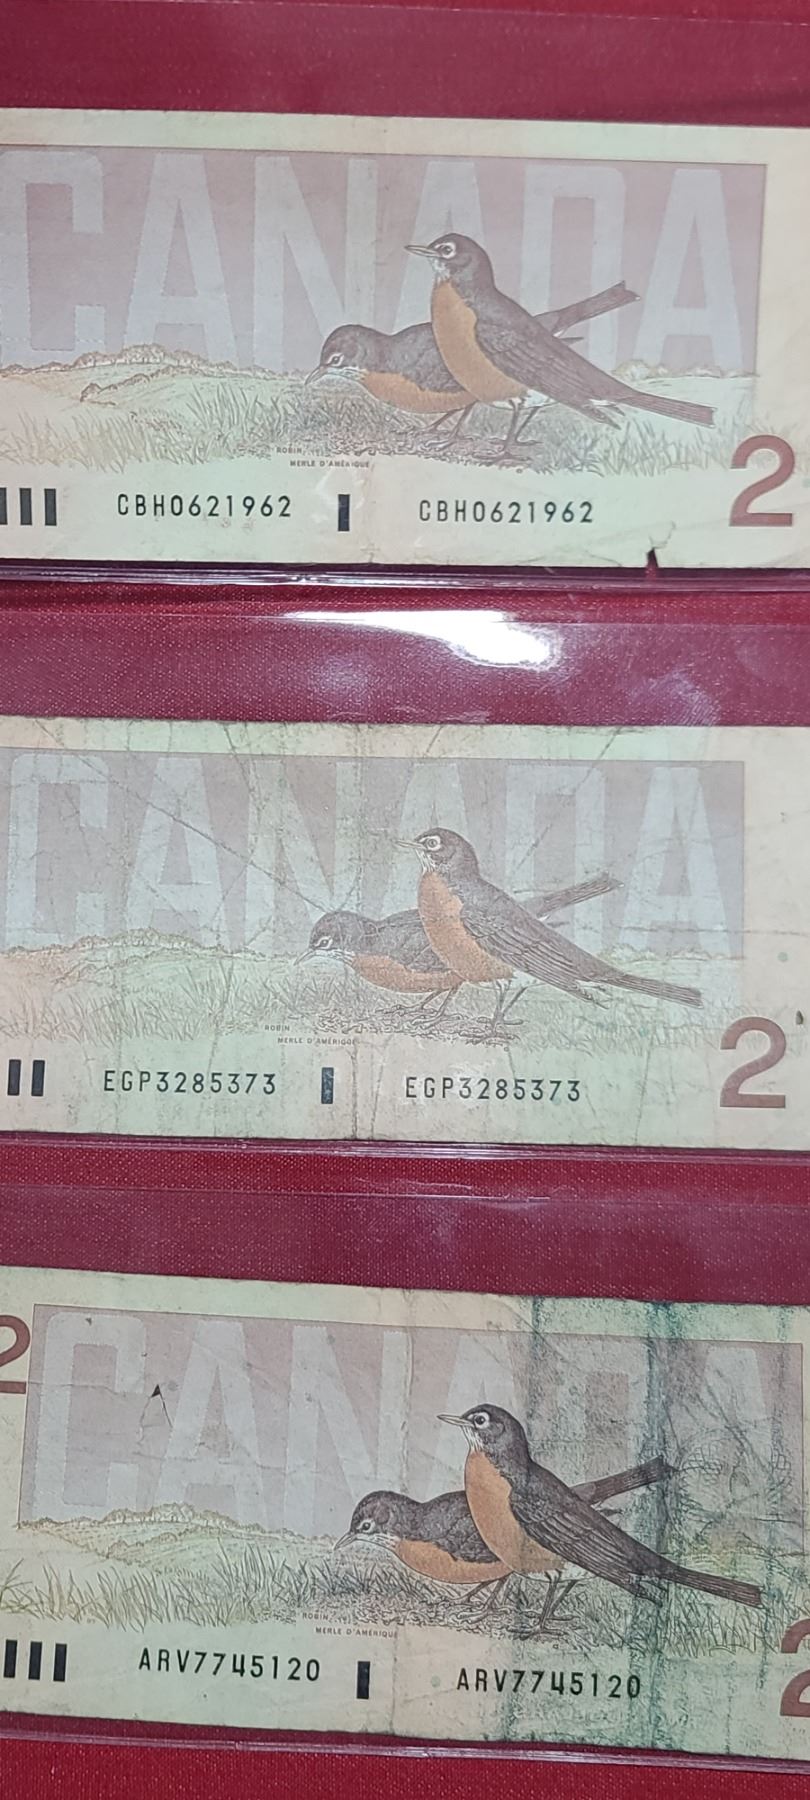 CANADA
ROBIN
MERLE D'AMÉRIQUE
CBH0621962 CBH0621962 2
CANADA
ROBIN
MERLE D'AMÉRIQUE
EGP3285373 EGP3285373 2
2 CANADA
ROBIN
MERLE D'AMÉRIQUE
ARV7745120 ARV7745120 2